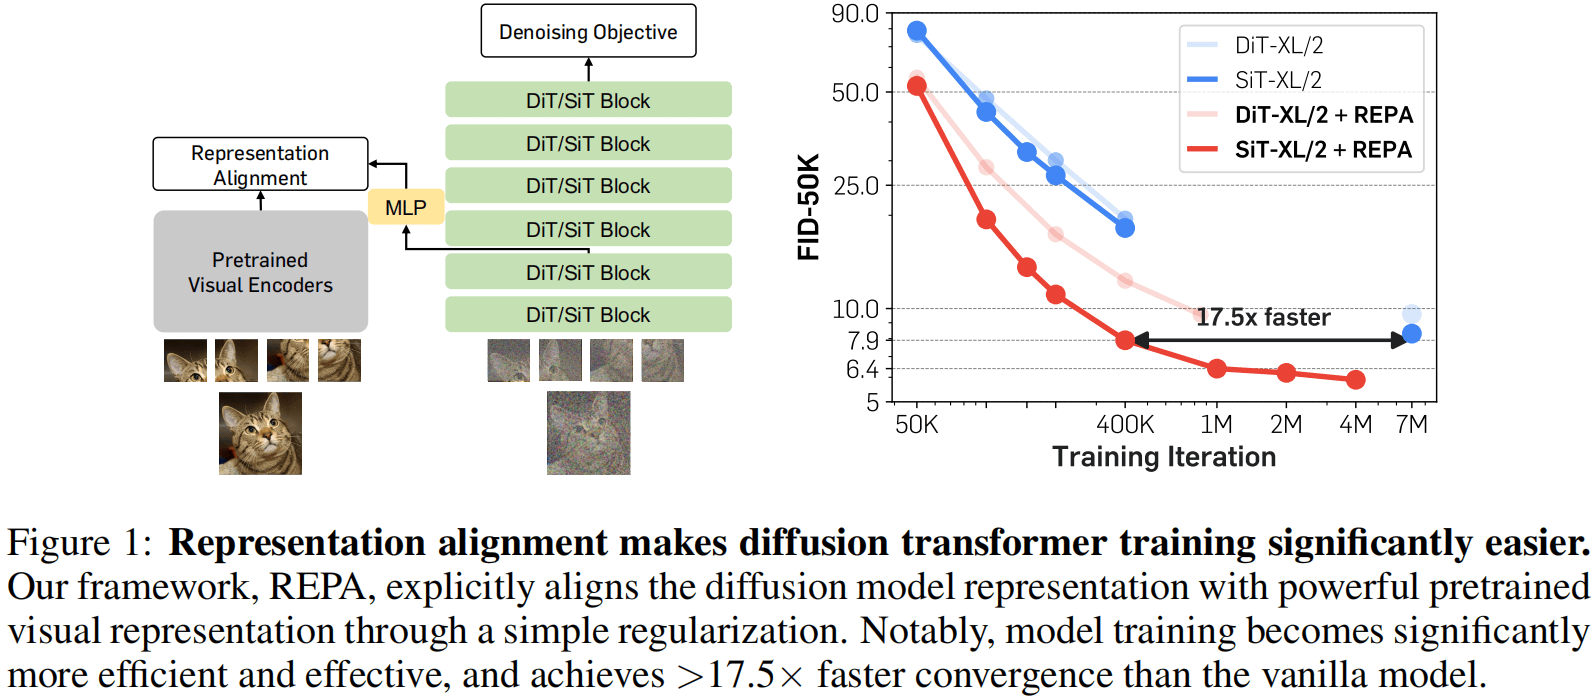 Denoising Objective
DiT/SiT Block
DiT/SiT Block
DiT/SiT Block
DiT/SiT Block
DiT/SiT Block
DiT/SiT Block
Representation
Alignment
MLP
Pretrained
Visual Encoders
FID-50K
90.0
50.0
25.0
10.0
7.9
6.4
5
DiT-XL/2
SiT-XL/2
DiT-XL/2 + REPA
SiT-XL/2 + REPA
17.5x faster
50K 400K 1M 2M 4M 7M
Training Iteration
Figure 1: Representation alignment makes diffusion transformer training significantly easier.
Our framework, REPA, explicitly aligns the diffusion model representation with powerful pretrained
visual representation through a simple regularization. Notably, model training becomes significantly
more efficient and effective, and achieves >17.5× faster convergence than the vanilla model.